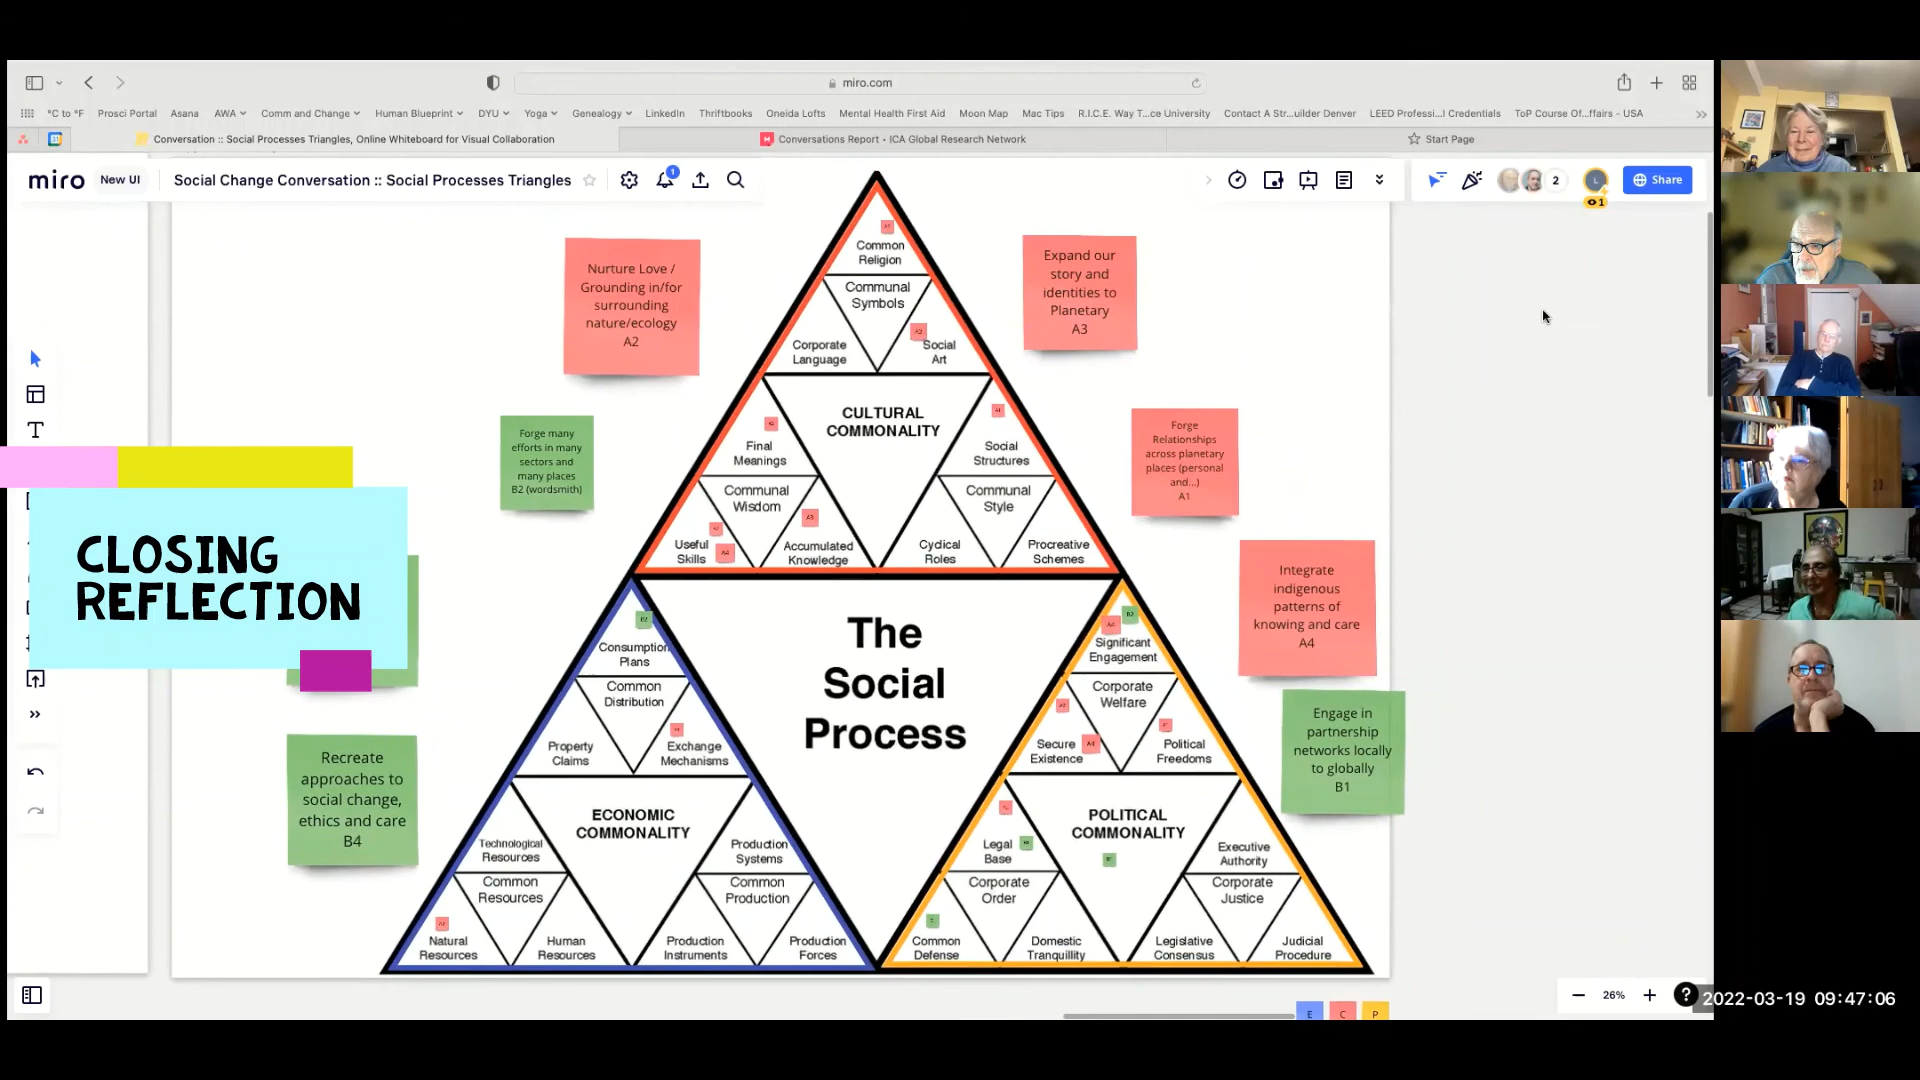 miro.com
°C to °F
Prosci Portal
Asana
AWA
Comm and Change
Human Blueprint
DYU
Yoga
Genealogy
LinkedIn
Thriftbooks
Oneida Lofts
Mental Health First Aid
Moon Map
Mac Tips
R.I.C.E. Way T...ce University
Contact A Str...uilder Denver
LEED Professi...l Credentials
ToP Course Of...ffairs - USA
Conversation :: Social Processes Triangles, Online Whiteboard for Visual Collaboration
Conversations Report • ICA Global Research Network
Start Page
miro
New UI
Social Change Conversation :: Social Processes Triangles
1
2
L
1
Share
Nurture Love /
Grounding in/for
surrounding
nature/ecology
A2
Expand our
story and
identities to
Planetary
A3
Forge many
efforts in many
sectors and
many places
B2 (wordsmith)
Forge
Relationships
across planetary
places (personal
and...)
A1
Integrate
indigenous
patterns of
knowing and care
A4
Engage in
partnership
networks locally
to globally
B1
Recreate
approaches to
social change,
ethics and care
B4
CLOSING
REFLECTION
Common
Religion
Communal
Symbols
Corporate
Language
Social
Art
CULTURAL
COMMONALITY
Final
Meanings
Social
Structures
Communal
Wisdom
Communal
Style
Useful
Skills
A4
Accumulated
Knowledge
A3
Cyclical
Roles
Procreative
Schemes
The
Social
Process
Consumption
Plans
Common
Distribution
Property
Claims
Exchange
Mechanisms
ECONOMIC
COMMONALITY
Technological
Resources
Production
Systems
Common
Resources
Common
Production
Natural
Resources
Human
Resources
Production
Instruments
Production
Forces
A4
Significant
Engagement
Corporate
Welfare
Secure
Existence
Political
Freedoms
POLITICAL
COMMONALITY
Legal
Base
Executive
Authority
Corporate
Order
Corporate
Justice
Common
Defense
Domestic
Tranquillity
Legislative
Consensus
Judicial
Procedure
E
C
P
26%
?
2022-03-19 09:47:06